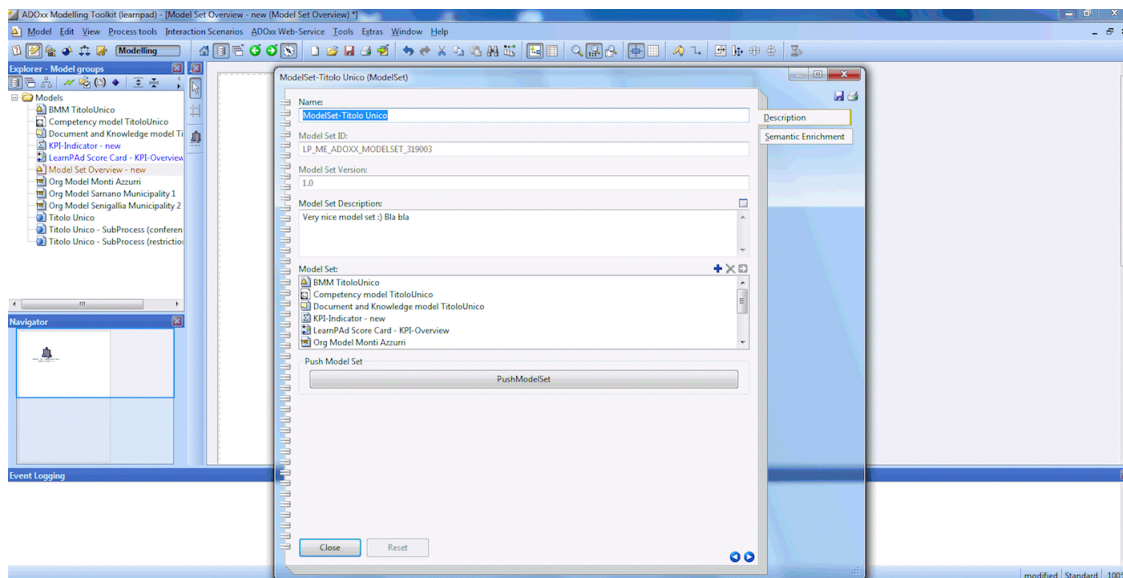 ADOxx Modelling Toolkit (learnpad) - [Model Set Overview - new (Model Set Overview) *]
Model Edit View Process tools Interaction Scenarios ADOxx Web-Service Tools Extras Window Help
Modelling
Explorer - Model groups
Models
BMM TitoloUnico
Competency model TitoloUnico
Document and Knowledge model Ti
KPI-Indicator - new
LearnPAd Score Card - KPI-Overview
Model Set Overview - new
Org Model Monti Azzurri
Org Model Sarnano Municipality 1
Org Model Senigallia Municipality 2
Titolo Unico
Titolo Unico - SubProcess (conferen
Titolo Unico - SubProcess (restriction
Navigator
ModelSet-Titolo Unico (ModelSet)
Name:
ModelSet-Titolo Unico
Model Set ID:
LP_ME_ADOXX_MODELSET_319003
Model Set Version:
1.0
Model Set Description:
Very nice model set :) Bla bla
Model Set:
BMM TitoloUnico
Competency model TitoloUnico
Document and Knowledge model TitoloUnico
KPI-Indicator - new
LearnPAd Score Card - KPI-Overview
Org Model Monti Azzurri
Push Model Set
PushModelSet
Close Reset
Description
Semantic Enrichment
Event Logging
modified Standard 100%